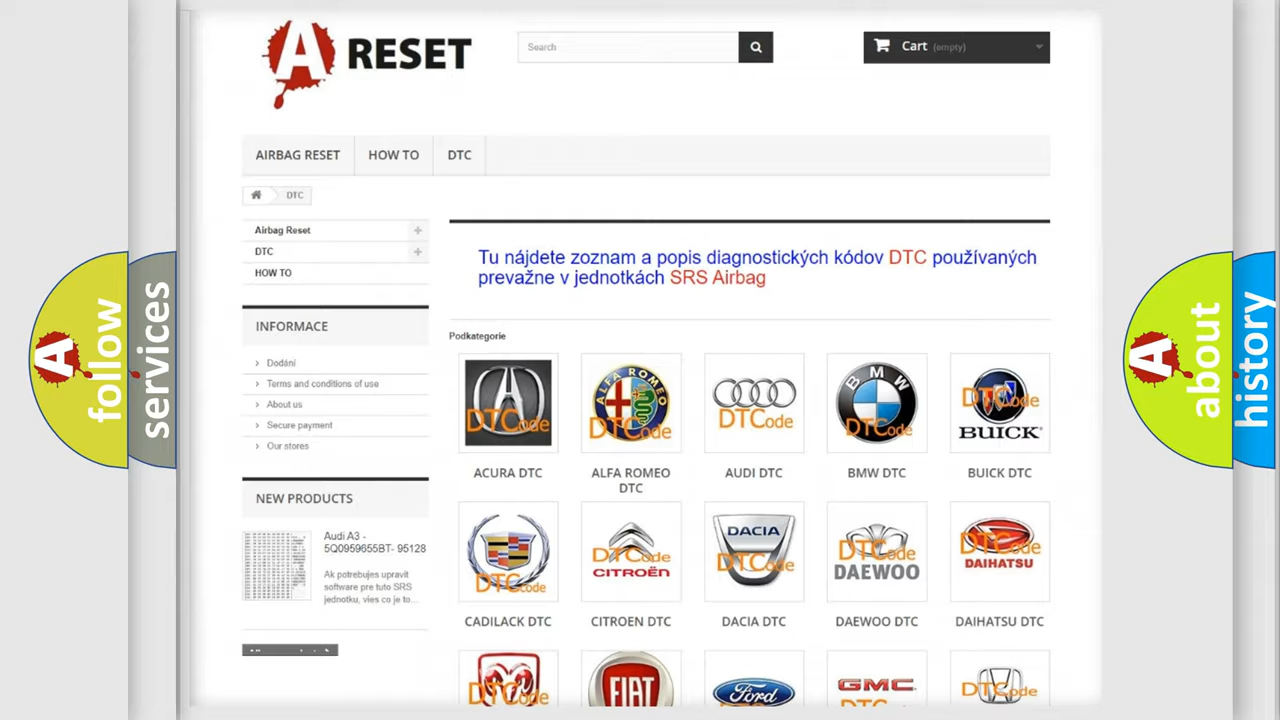 A RESET
Search
Cart (empty)
AIRBAG RESET
HOW TO
DTC
DTC
Airbag Reset
DTC
HOW TO
INFORMACE
Dodání
Terms and conditions of use
About us
Secure payment
Our stores
NEW PRODUCTS
Audi A3 -
5Q0959655BT- 95128
Ak potrebujes upravit
software pre tuto SRS
jednotku, vies co je to...
Tu nájdete zoznam a popis diagnostických kódov DTC používaných
prevažne v jednotkách SRS Airbag
Podkategorie
DTCode
ALFA ROMEO
DTCode
DTCode
BMW
DTCode
DTCode
BUICK
ACURA DTC
ALFA ROMEO
DTC
AUDI DTC
BMW DTC
BUICK DTC
DTCode
DTCode
CITROËN
DACIA
DTCode
DTCode
DAEWOO
DTCode
DAIHATSU
CADILACK DTC
CITROEN DTC
DACIA DTC
DAEWOO DTC
DAIHATSU DTC
DTCode
FIAT
Ford
GMC
DTCode
A follow
services
A about
history